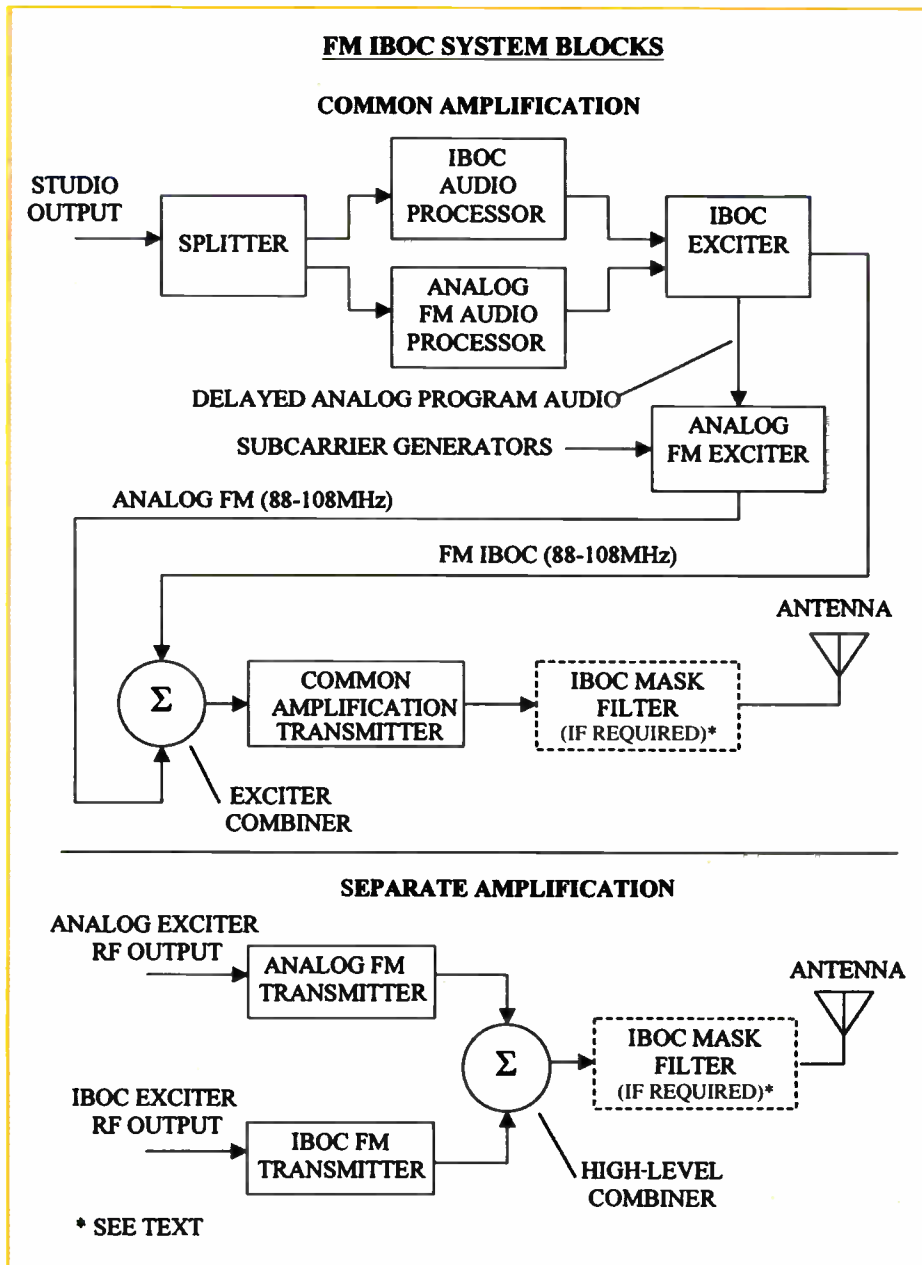 FM IBOC SYSTEM BLOCKS
COMMON AMPLIFICATION
STUDIO
OUTPUT
SPLITTER
IBOC
AUDIO
PROCESSOR
ANALOG
FM AUDIO
PROCESSOR
IBOC
EXCITER
DELAYED ANALOG PROGRAM AUDIO
SUBCARRIER GENERATORS
ANALOG
FM EXCITER
ANALOG FM (88-108MHz)
FM IBOC (88-108MHz)
ANTENNA
Σ
COMMON
AMPLIFICATION
TRANSMITTER
IBOC MASK
FILTER
(IF REQUIRED)*
EXCITER
COMBINER
SEPARATE AMPLIFICATION
ANALOG EXCITER
RF OUTPUT
ANALOG FM
TRANSMITTER
ANTENNA
Σ
IBOC MASK
FILTER
(IF REQUIRED)*
IBOC EXCITER
RF OUTPUT
IBOC FM
TRANSMITTER
HIGH-LEVEL
COMBINER
* SEE TEXT